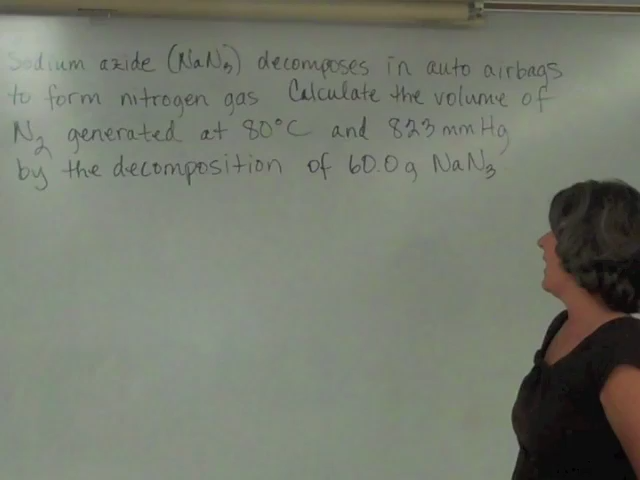 Sodium azide (NaN₃) decomposes in auto airbags
to form nitrogen gas Calculate the volume of
N₂ generated at 80°C and 823 mm Hg
by the decomposition of 60.0 g NaN₃.